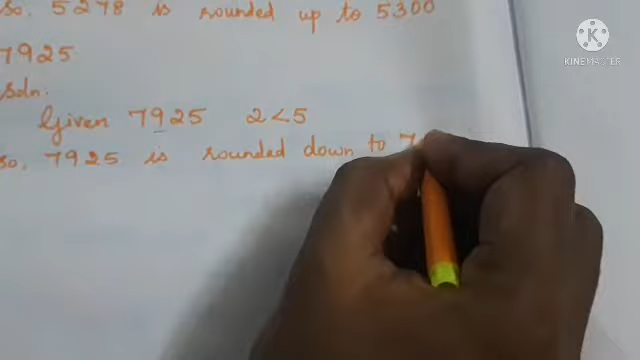 So. 5278 is rounded up to 5300
7925
Soln.
Given 7925 2<5
So. 7925 is rounded down to 7
K
KINEMASTER